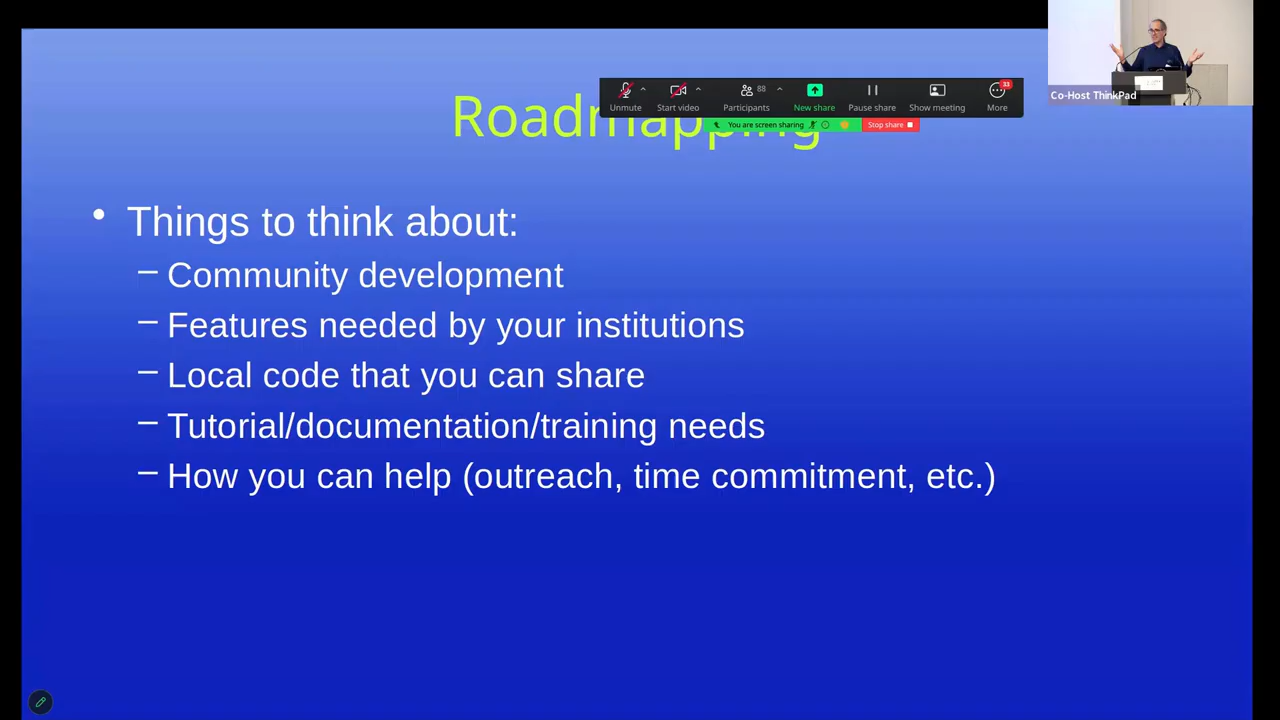 Co-Host ThinkPad
Unmute
Start video
88
Participants
New share
Pause share
Show meeting
33
More
You are screen sharing
Stop share
Roadmapping
• Things to think about:
– Community development
– Features needed by your institutions
– Local code that you can share
– Tutorial/documentation/training needs
– How you can help (outreach, time commitment, etc.)